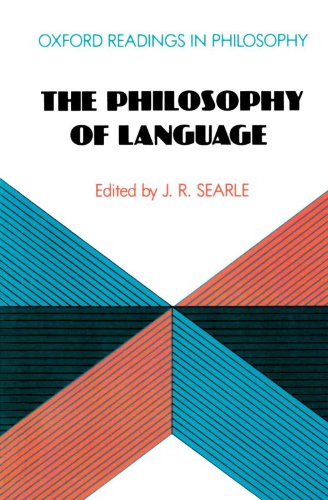 OXFORD READINGS IN PHILOSOPHY
THE PHILOSOPHY
OF LANGUAGE
Edited by J. R. SEARLE